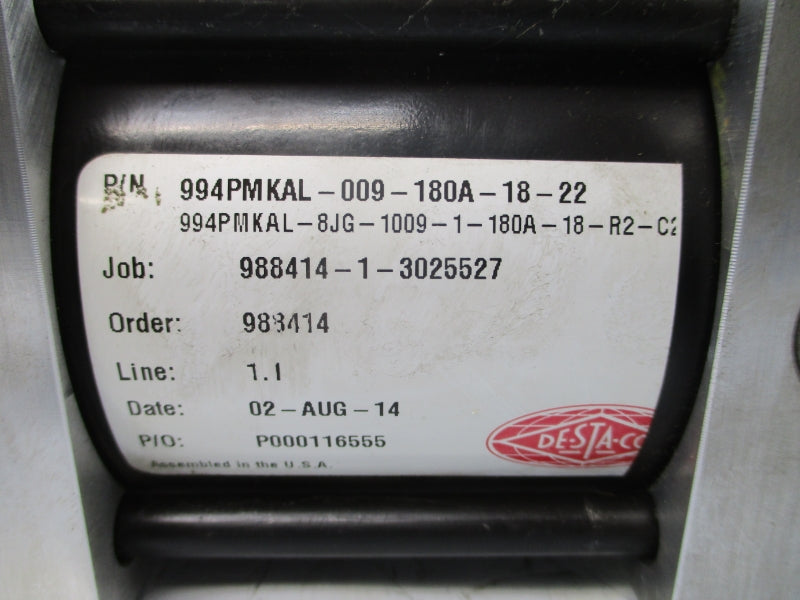 P/N 994PMKAL-009-180A-18-22
994PMKAL-8JG-1009-1-180A-18-R2-C2
Job: 988414-1-3025527
Order: 988414
Line: 1.1
Date: 02-AUG-14
P/O: P000116555
DE-STA-CO
Assembled in the U.S.A.